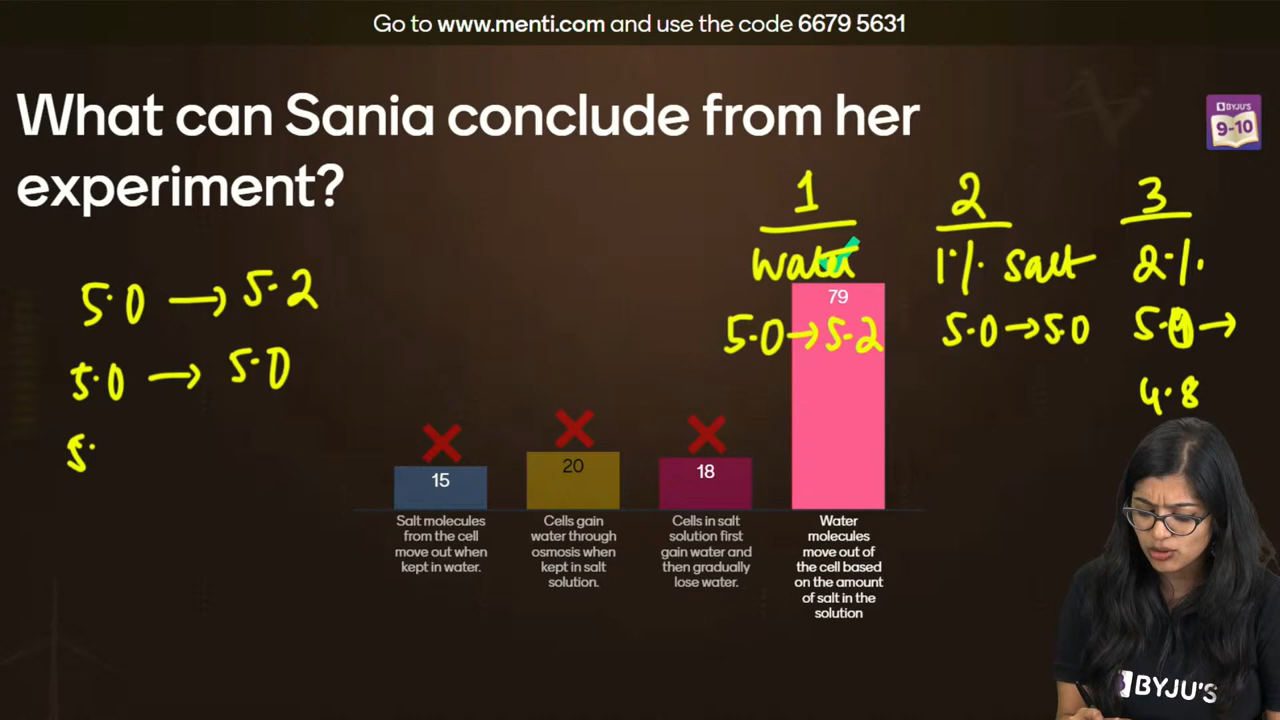 Go to www.menti.com and use the code 6679 5631
What can Sania conclude from her
experiment?
BYJU'S
9-10
1
2
3
water
1% salt
2%
5.0 → 5.2
79
5.0 → 5.2
5.0 → 5.0
5.0 →
4.8
5.0 → 5.0
5.
15
20
18
Salt molecules
from the cell
move out when
kept in water.
Cells gain
water through
osmosis when
kept in salt
solution.
Cells in salt
solution first
gain water and
then gradually
lose water.
Water
molecules
move out of
the cell based
on the amount
of salt in the
solution
BYJU'S